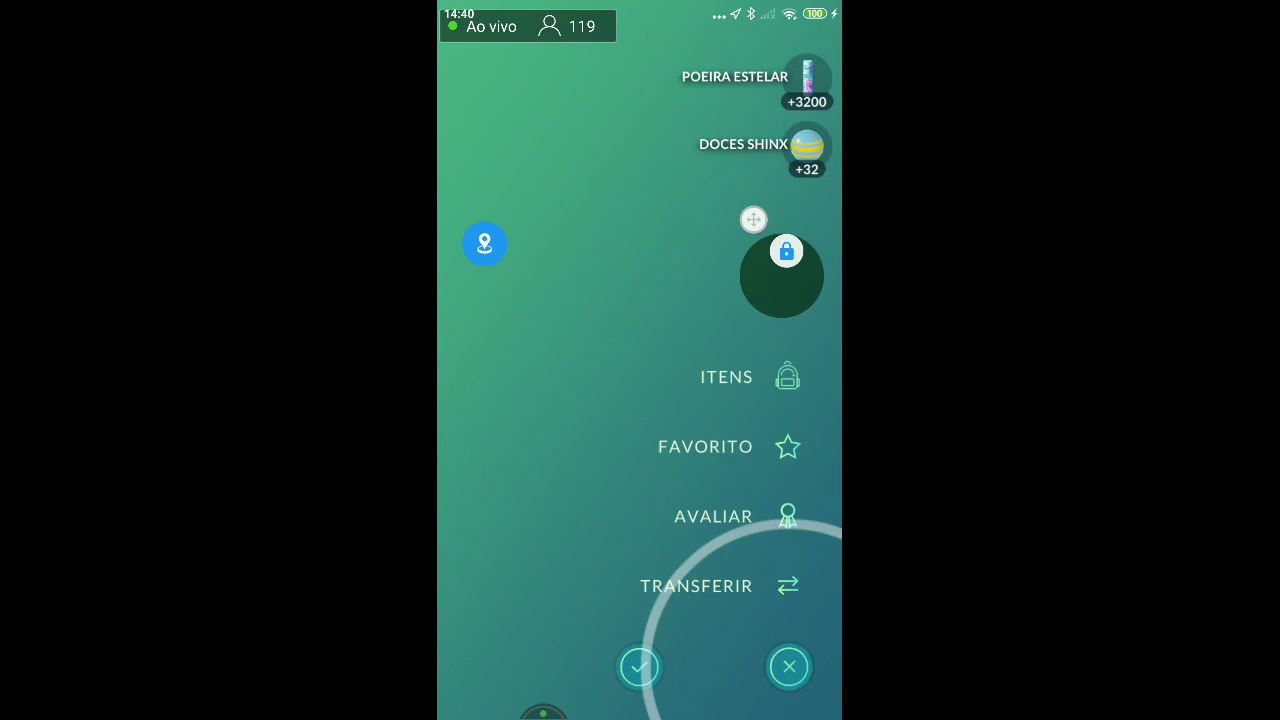 14:40
100
Ao vivo 119
POEIRA ESTELAR
+3200
DOCES SHINX
+32
ITENS
FAVORITO
AVALIAR
TRANSFERIR